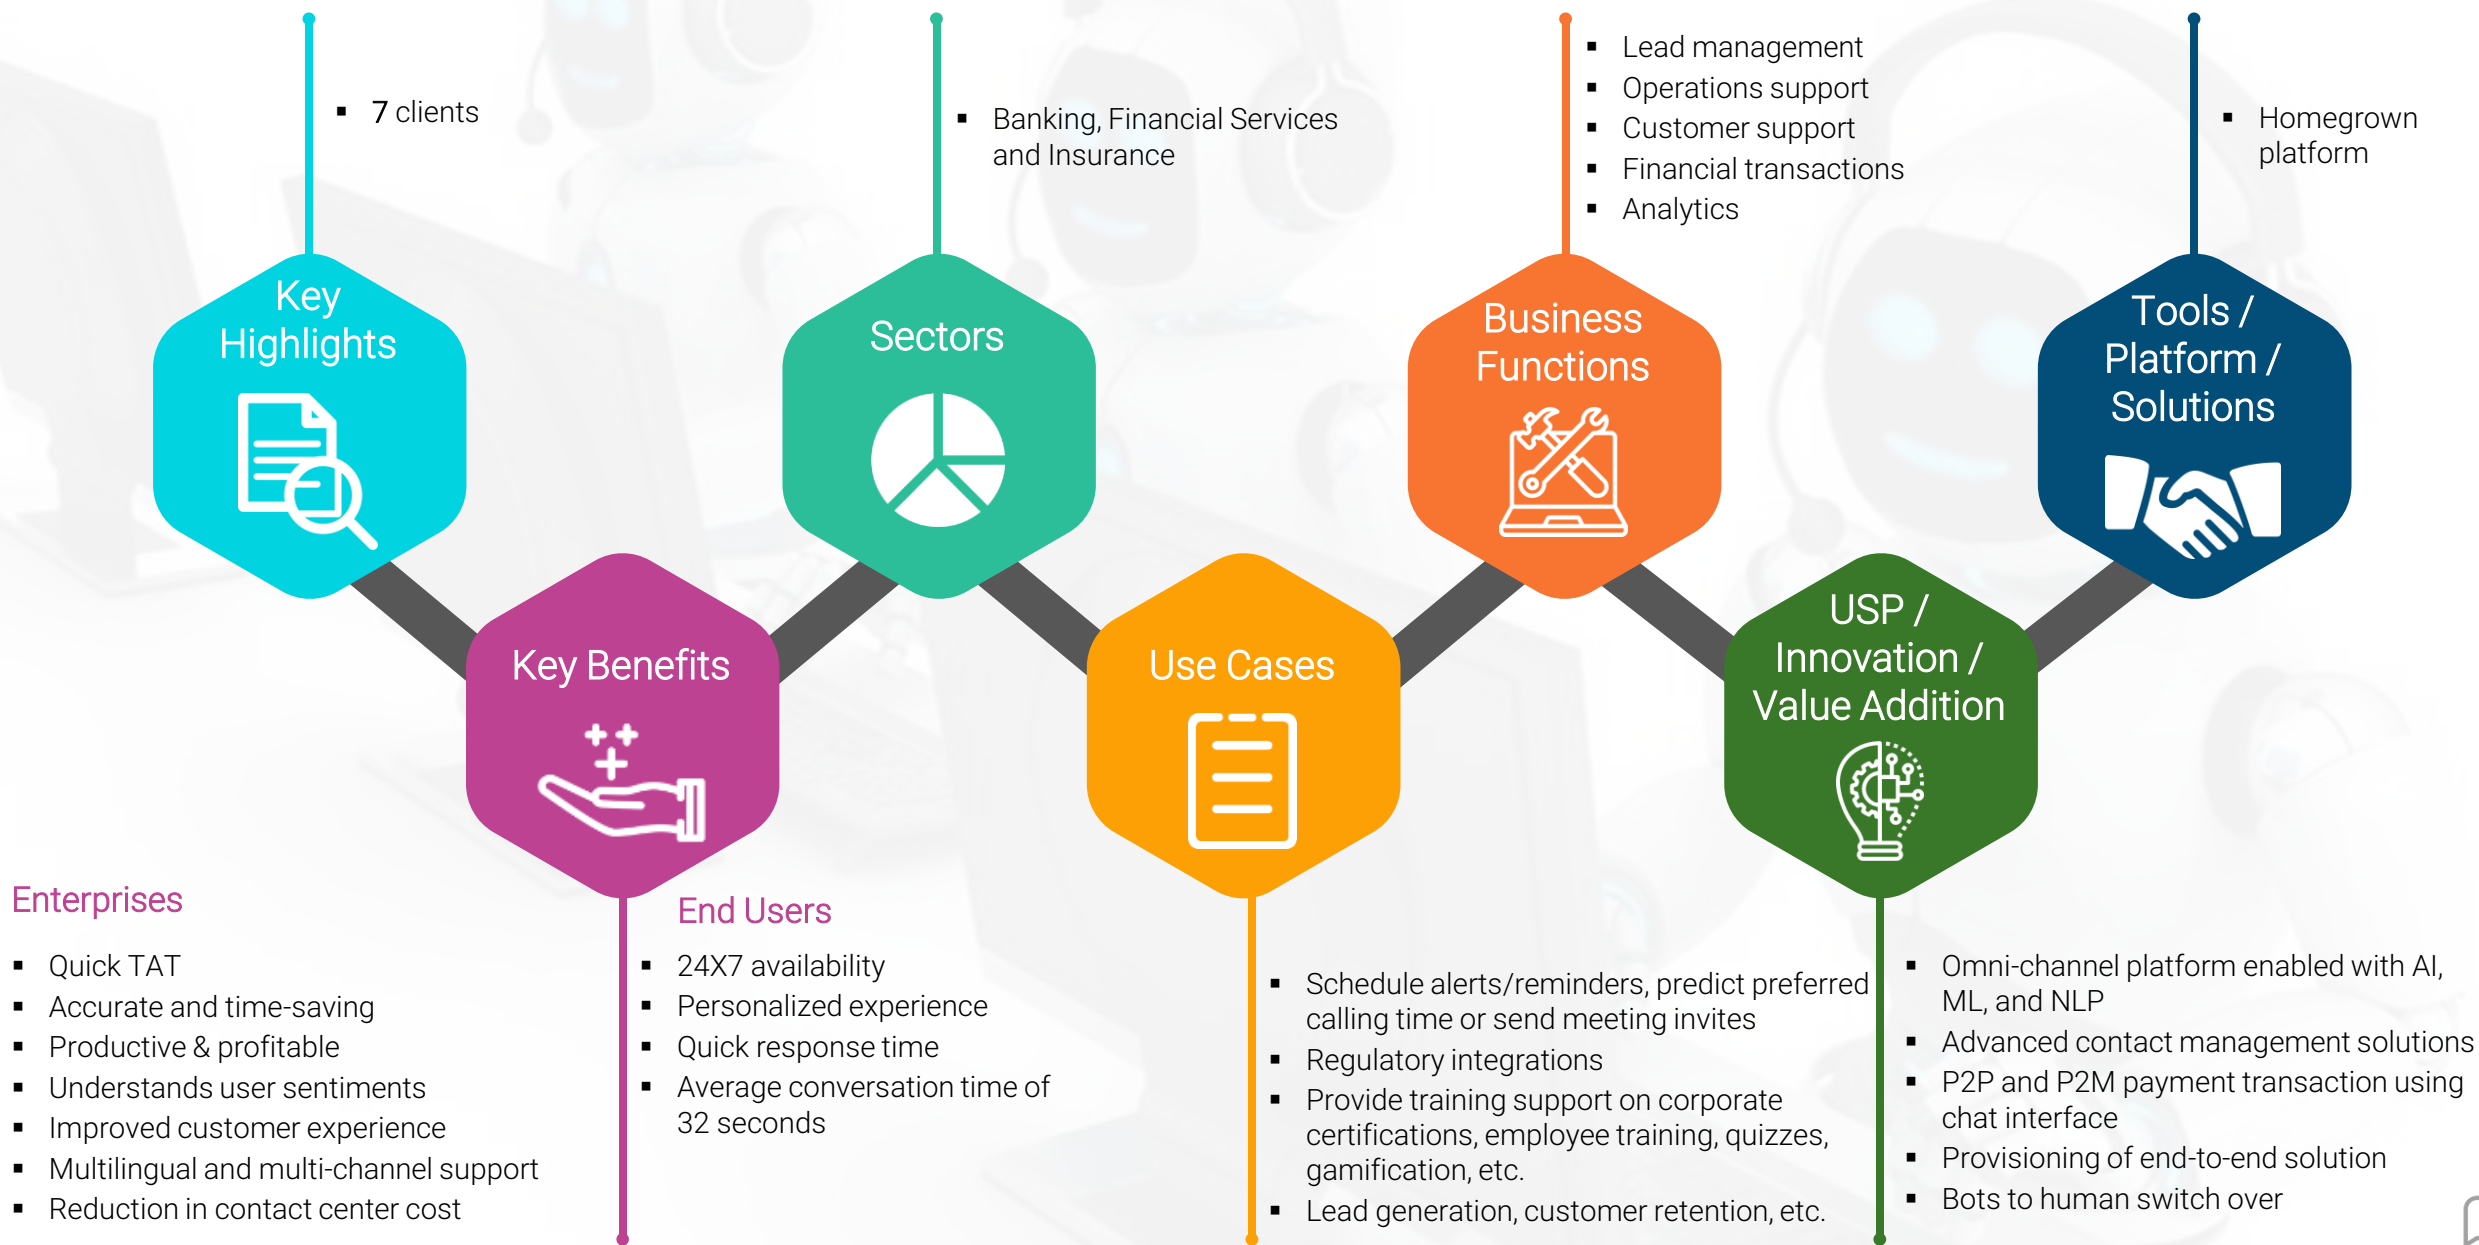 Key
Highlights
▪ 7 clients
Key Benefits
Enterprises
▪ Quick TAT
▪ Accurate and time-saving
▪ Productive & profitable
▪ Understands user sentiments
▪ Improved customer experience
▪ Multilingual and multi-channel support
▪ Reduction in contact center cost
End Users
▪ 24X7 availability
▪ Personalized experience
▪ Quick response time
▪ Average conversation time of
32 seconds
Sectors
▪ Banking, Financial Services
and Insurance
Use Cases
▪ Schedule alerts/reminders, predict preferred
calling time or send meeting invites
▪ Regulatory integrations
▪ Provide training support on corporate
certifications, employee training, quizzes,
gamification, etc.
▪ Lead generation, customer retention, etc.
Business
Functions
▪ Lead management
▪ Operations support
▪ Customer support
▪ Financial transactions
▪ Analytics
USP /
Innovation /
Value Addition
▪ Omni-channel platform enabled with AI,
ML, and NLP
▪ Advanced contact management solutions
▪ P2P and P2M payment transaction using
chat interface
▪ Provisioning of end-to-end solution
▪ Bots to human switch over
Tools /
Platform /
Solutions
▪ Homegrown
platform